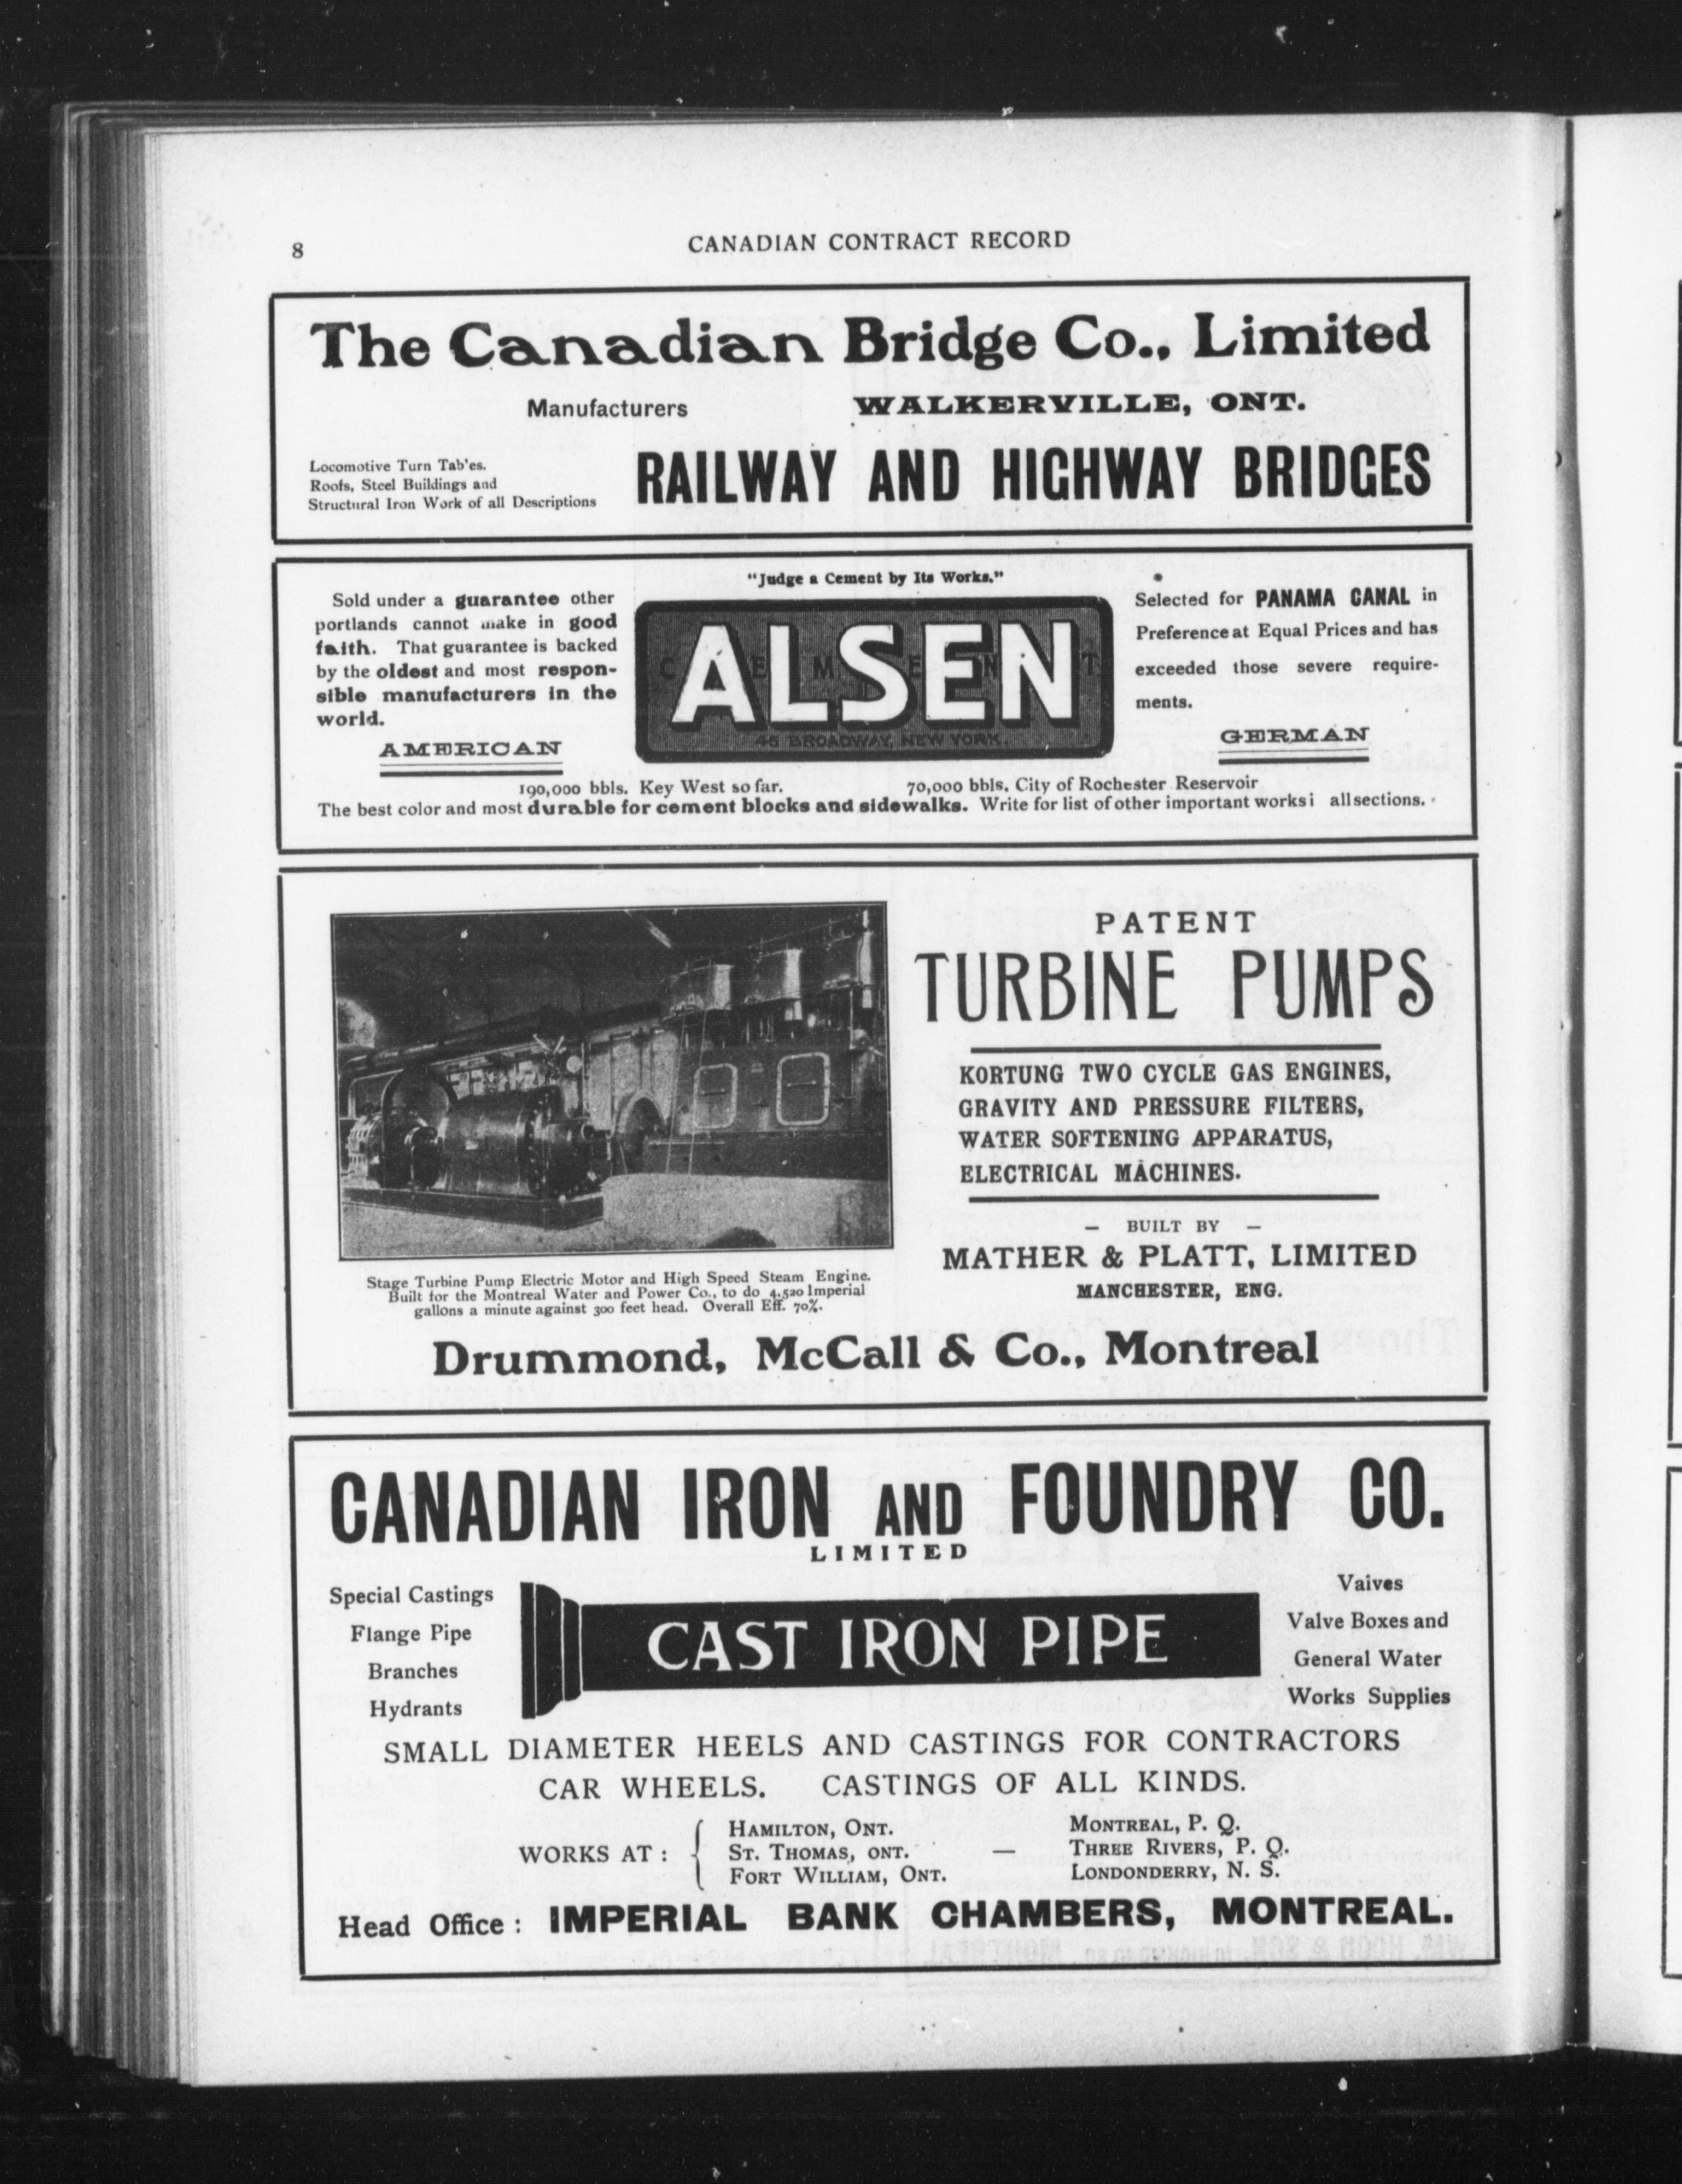 8
CANADIAN CONTRACT RECORD
The Canadian Bridge Co., Limited
Manufacturers
WALKERVILLE, ONT.
Locomotive Turn Tab'es.
Roofs, Steel Buildings and
Structural Iron Work of all Descriptions
RAILWAY AND HIGHWAY BRIDGES
"Judge a Cement by Its Works."
Sold under a guarantee other
portlands cannot make in good
faith. That guarantee is backed
by the oldest and most respon-
sible manufacturers in the
world.
AMERICAN
ALSEN
CEMENT
45 BROADWAY, NEW YORK.
Selected for PANAMA CANAL in
Preference at Equal Prices and has
exceeded those severe require-
ments.
GERMAN
190,000 bbls. Key West so far.
70,000 bbls, City of Rochester Reservoir
The best color and most durable for cement blocks and sidewalks. Write for list of other important works i all sections.
PATENT
TURBINE PUMPS
KORTUNG TWO CYCLE GAS ENGINES,
GRAVITY AND PRESSURE FILTERS,
WATER SOFTENING APPARATUS,
ELECTRICAL MACHINES.
— BUILT BY —
MATHER & PLATT, LIMITED
MANCHESTER, ENG.
Stage Turbine Pump Electric Motor and High Speed Steam Engine.
Built for the Montreal Water and Power Co., to do 4,520 Imperial
gallons a minute against 300 feet head. Overall Eff. 70%.
Drummond, McCall & Co., Montreal
CANADIAN IRON AND FOUNDRY CO.
LIMITED
Special Castings
Flange Pipe
Branches
Hydrants
CAST IRON PIPE
Vaives
Valve Boxes and
General Water
Works Supplies
SMALL DIAMETER HEELS AND CASTINGS FOR CONTRACTORS
CAR WHEELS. CASTINGS OF ALL KINDS.
WORKS AT :
HAMILTON, ONT.
ST. THOMAS, ONT.
FORT WILLIAM, ONT.
—
MONTREAL, P. Q.
THREE RIVERS, P. Q.
LONDONDERRY, N. S.
Head Office : IMPERIAL BANK CHAMBERS, MONTREAL.